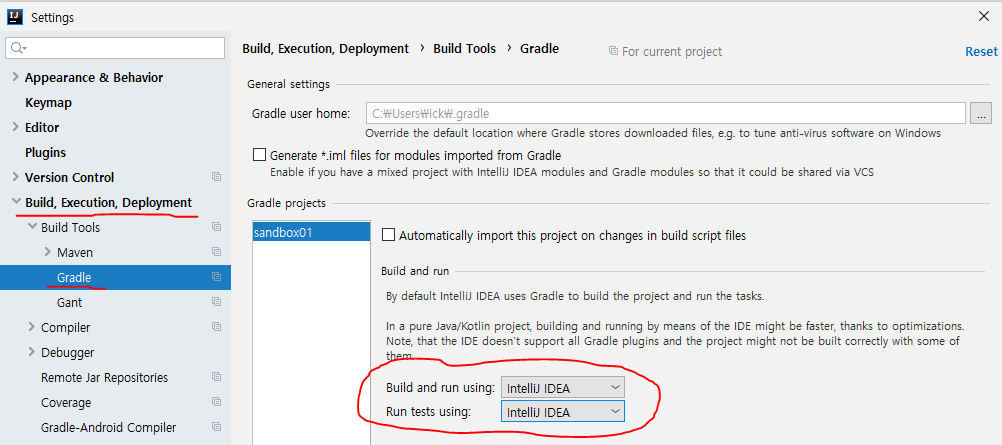 IJ Settings
Build, Execution, Deployment › Build Tools › Gradle For current project Reset
Appearance & Behavior
Keymap
Editor
Plugins
Version Control
Build, Execution, Deployment
Build Tools
Maven
Gradle
Gant
Compiler
Debugger
Remote Jar Repositories
Coverage
Gradle-Android Compiler
General settings
Gradle user home: C:₩Users₩ick₩.gradle ...
Override the default location where Gradle stores downloaded files, e.g. to tune anti-virus software on Windows
Generate *.iml files for modules imported from Gradle
Enable if you have a mixed project with IntelliJ IDEA modules and Gradle modules so that it could be shared via VCS
Gradle projects
sandbox01
Automatically import this project on changes in build script files
Build and run
By default IntelliJ IDEA uses Gradle to build the project and run the tasks.
In a pure Java/Kotlin project, building and running by means of the IDE might be faster, thanks to optimizations.
Note, that the IDE doesn't support all Gradle plugins and the project might not be built correctly with some of
them.
Build and run using: IntelliJ IDEA
Run tests using: IntelliJ IDEA